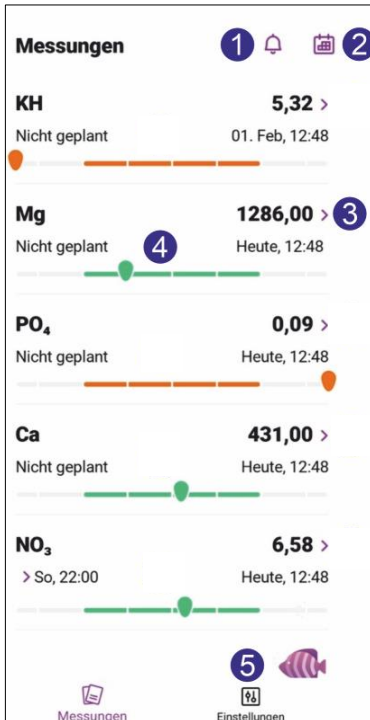 Messungen 1 2
KH 5,32 >
Nicht geplant 01. Feb, 12:48
Mg 1286,00 > 3
Nicht geplant 4 Heute, 12:48
PO₄ 0,09 >
Nicht geplant Heute, 12:48
Ca 431,00 >
Nicht geplant Heute, 12:48
NO₃ 6,58 >
> So, 22:00 Heute, 12:48
5
Messungen Einstellungen